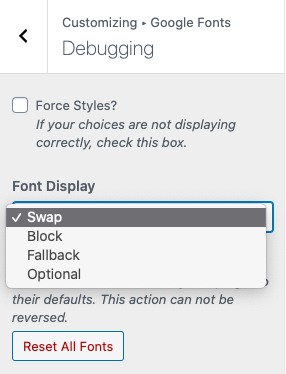 Customizing ▸ Google Fonts
Debugging
Force Styles?
If your choices are not displaying
correctly, check this box.
Font Display
✓ Swap
Block
Fallback
Optional
their defaults. This action can not be
reversed.
Reset All Fonts